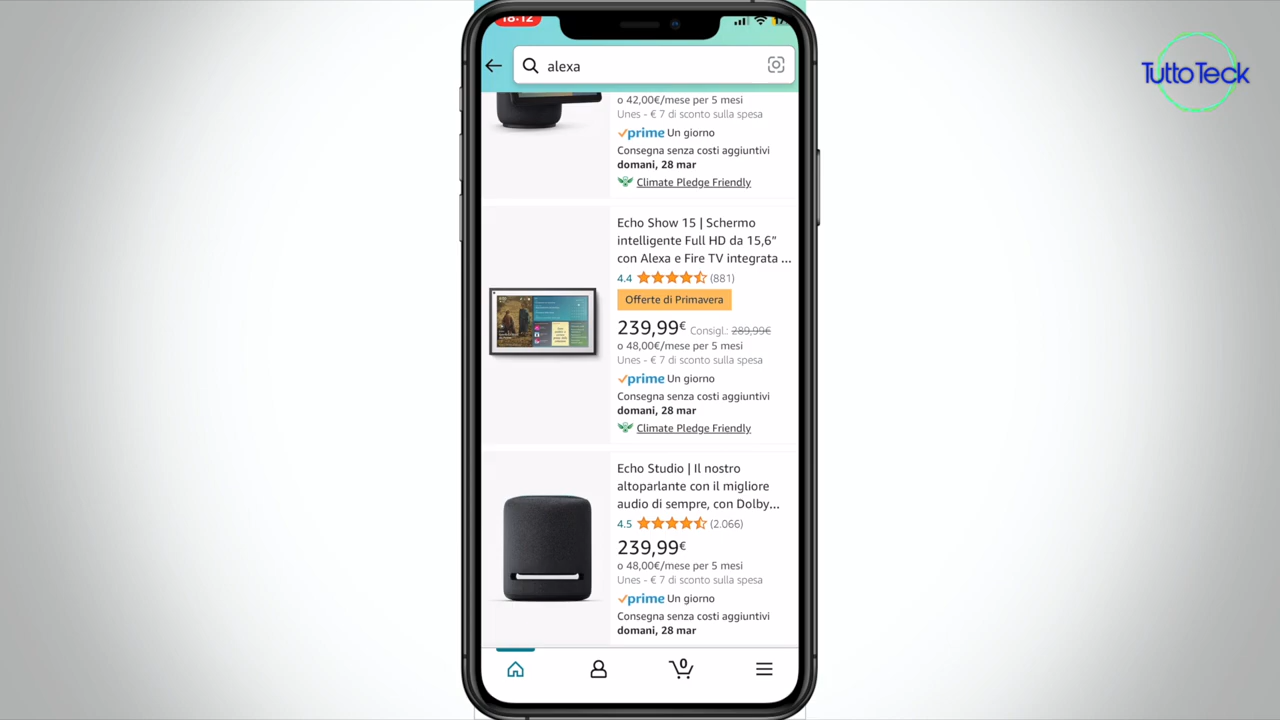 18:12
TuttoTeck
alexa
o 42,00€/mese per 5 mesi
Unes - € 7 di sconto sulla spesa
prime Un giorno
Consegna senza costi aggiuntivi
domani, 28 mar
Climate Pledge Friendly
Echo Show 15 | Schermo
intelligente Full HD da 15,6”
con Alexa e Fire TV integrata ...
4.4 (881)
Offerte di Primavera
239,99€ Consigl.: 289,99€
o 48,00€/mese per 5 mesi
Unes - € 7 di sconto sulla spesa
prime Un giorno
Consegna senza costi aggiuntivi
domani, 28 mar
Climate Pledge Friendly
Echo Studio | Il nostro
altoparlante con il migliore
audio di sempre, con Dolby...
4.5 (2.066)
239,99€
o 48,00€/mese per 5 mesi
Unes - € 7 di sconto sulla spesa
prime Un giorno
Consegna senza costi aggiuntivi
domani, 28 mar
0